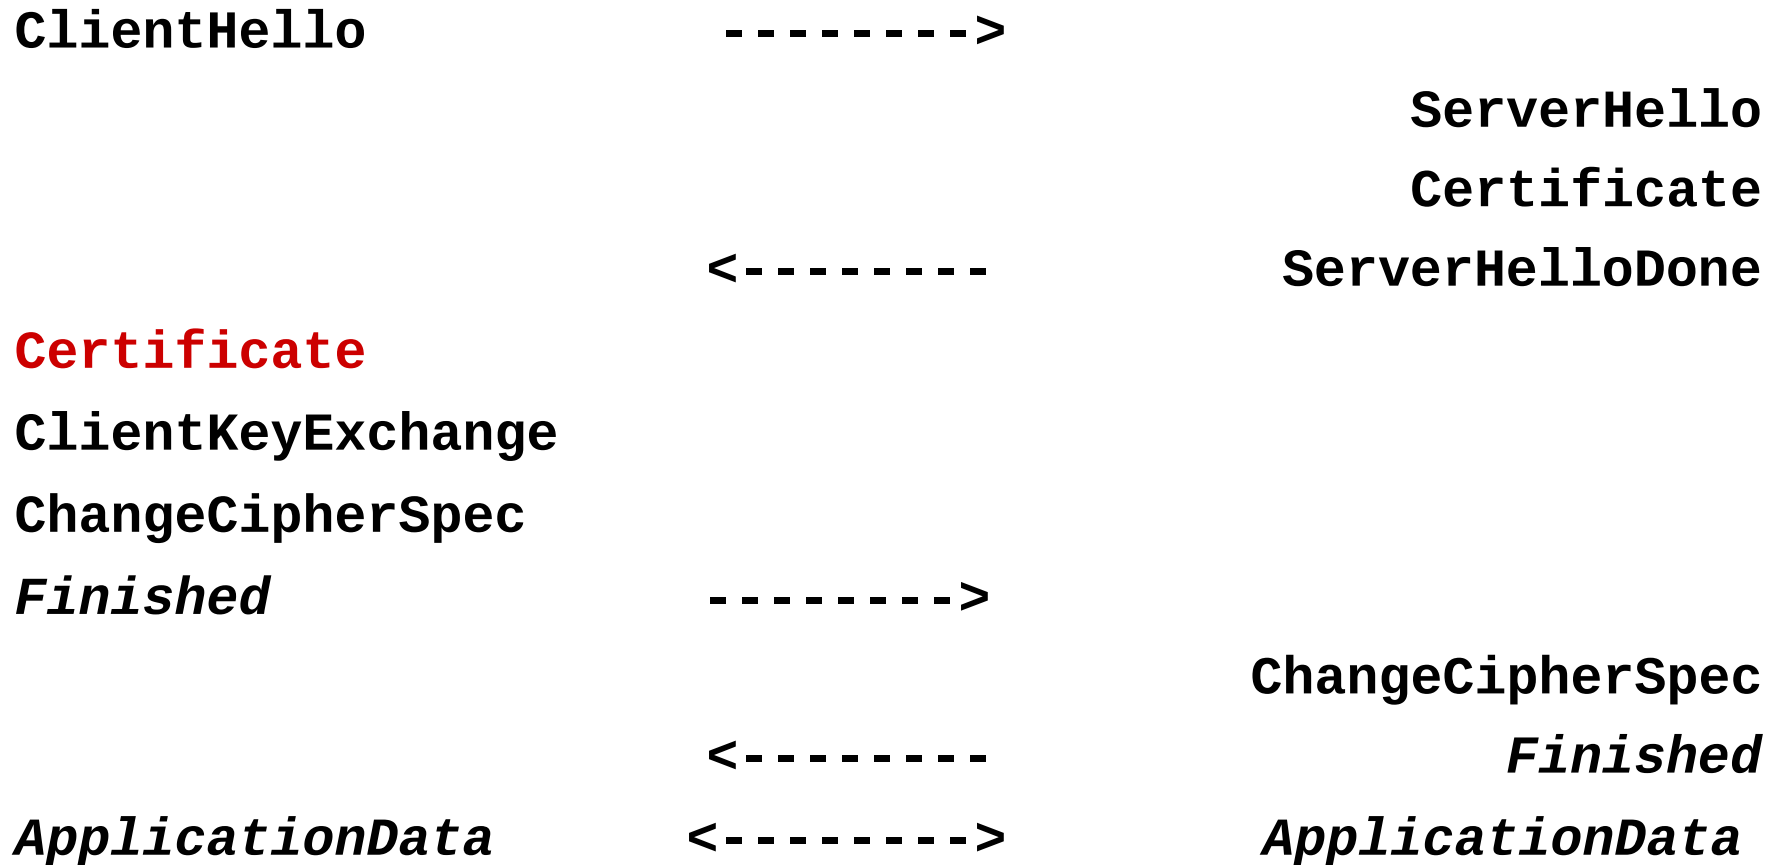 ClientHello -------->
ServerHello
Certificate
<-------- ServerHelloDone
Certificate
ClientKeyExchange
ChangeCipherSpec
Finished -------->
ChangeCipherSpec
<-------- Finished
ApplicationData <--------> ApplicationData